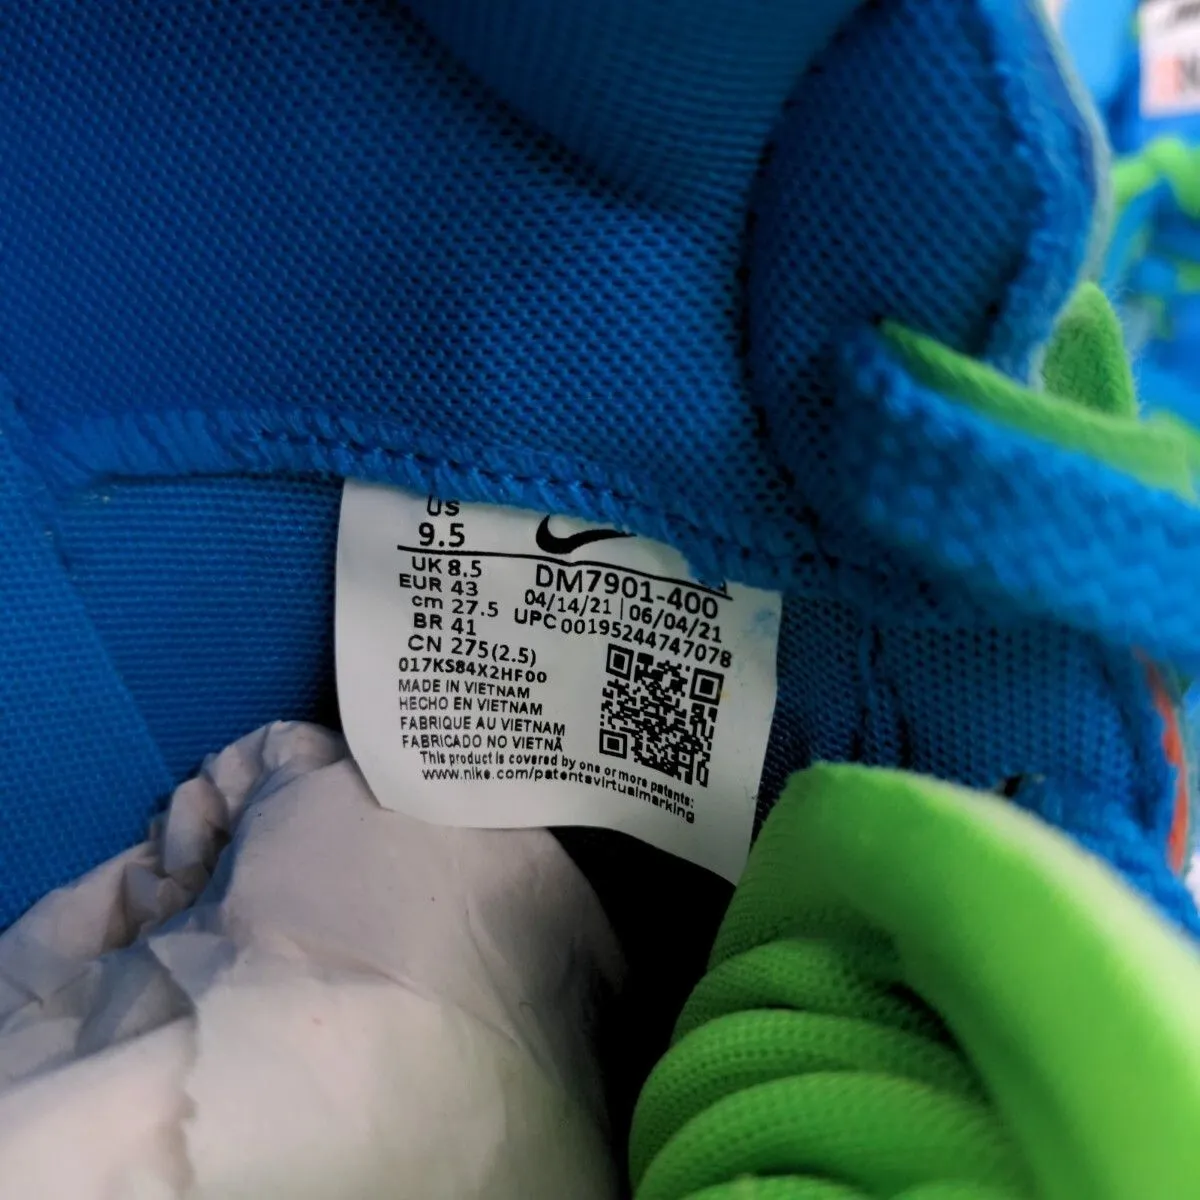 US
9.5
UK 8.5
EUR 43
cm 27.5
BR 41
CN 275(2.5)
017KS84X2HF00
MADE IN VIETNAM
HECHO EN VIETNAM
FABRIQUE AU VIETNAM
FABRICADO NO VIETNÃ
DM7901-400
04/14/21 | 06/04/21
UPC 00195244747078
This product is covered by one or more patents:
www.nike.com/patentsvirtualmarking